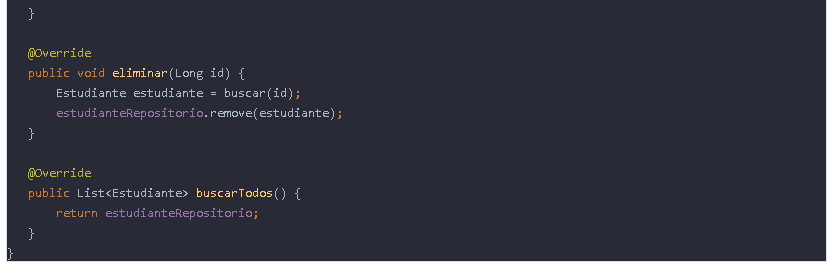 }
@Override
public void eliminar(Long id) {
Estudiante estudiante = buscar(id);
estudianteRepositorio.remove(estudiante);
}
@Override
public List<Estudiante> buscarTodos() {
return estudianteRepositorio;
}
}